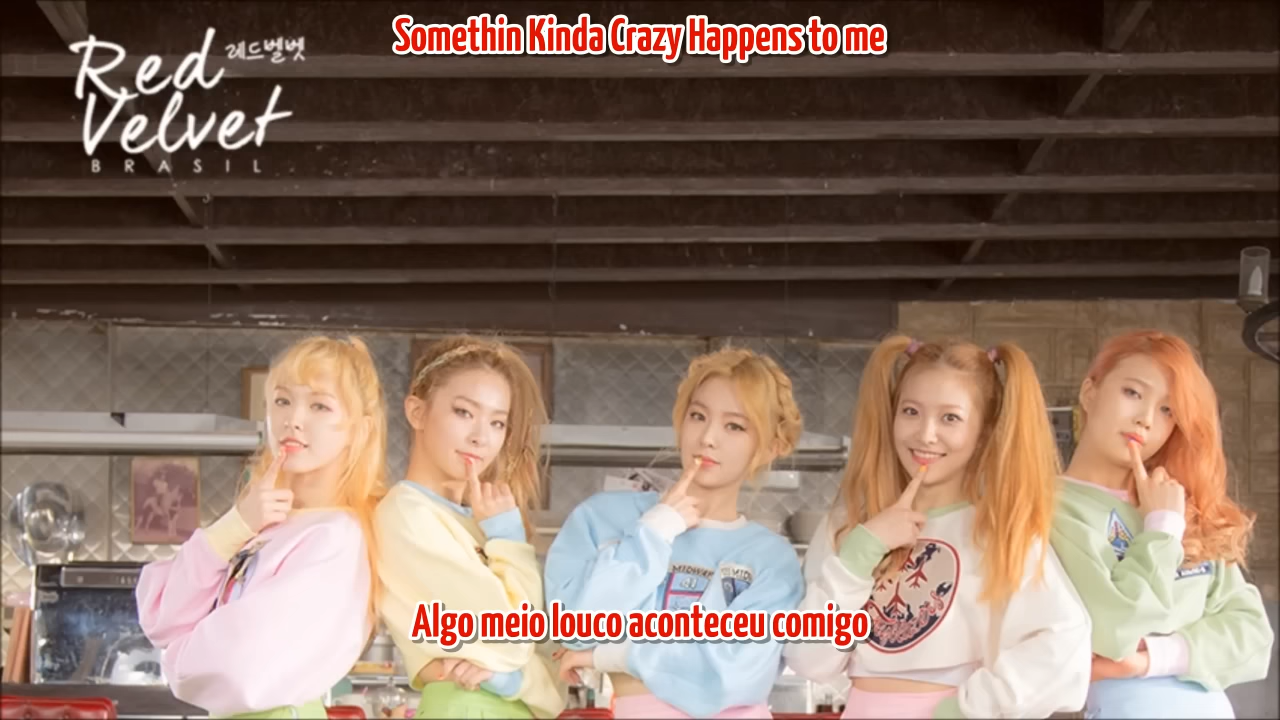 Somethin Kinda Crazy Happens to me
Red 레드벨벳
Velvet
BRASIL
Algo meio louco aconteceu comigo